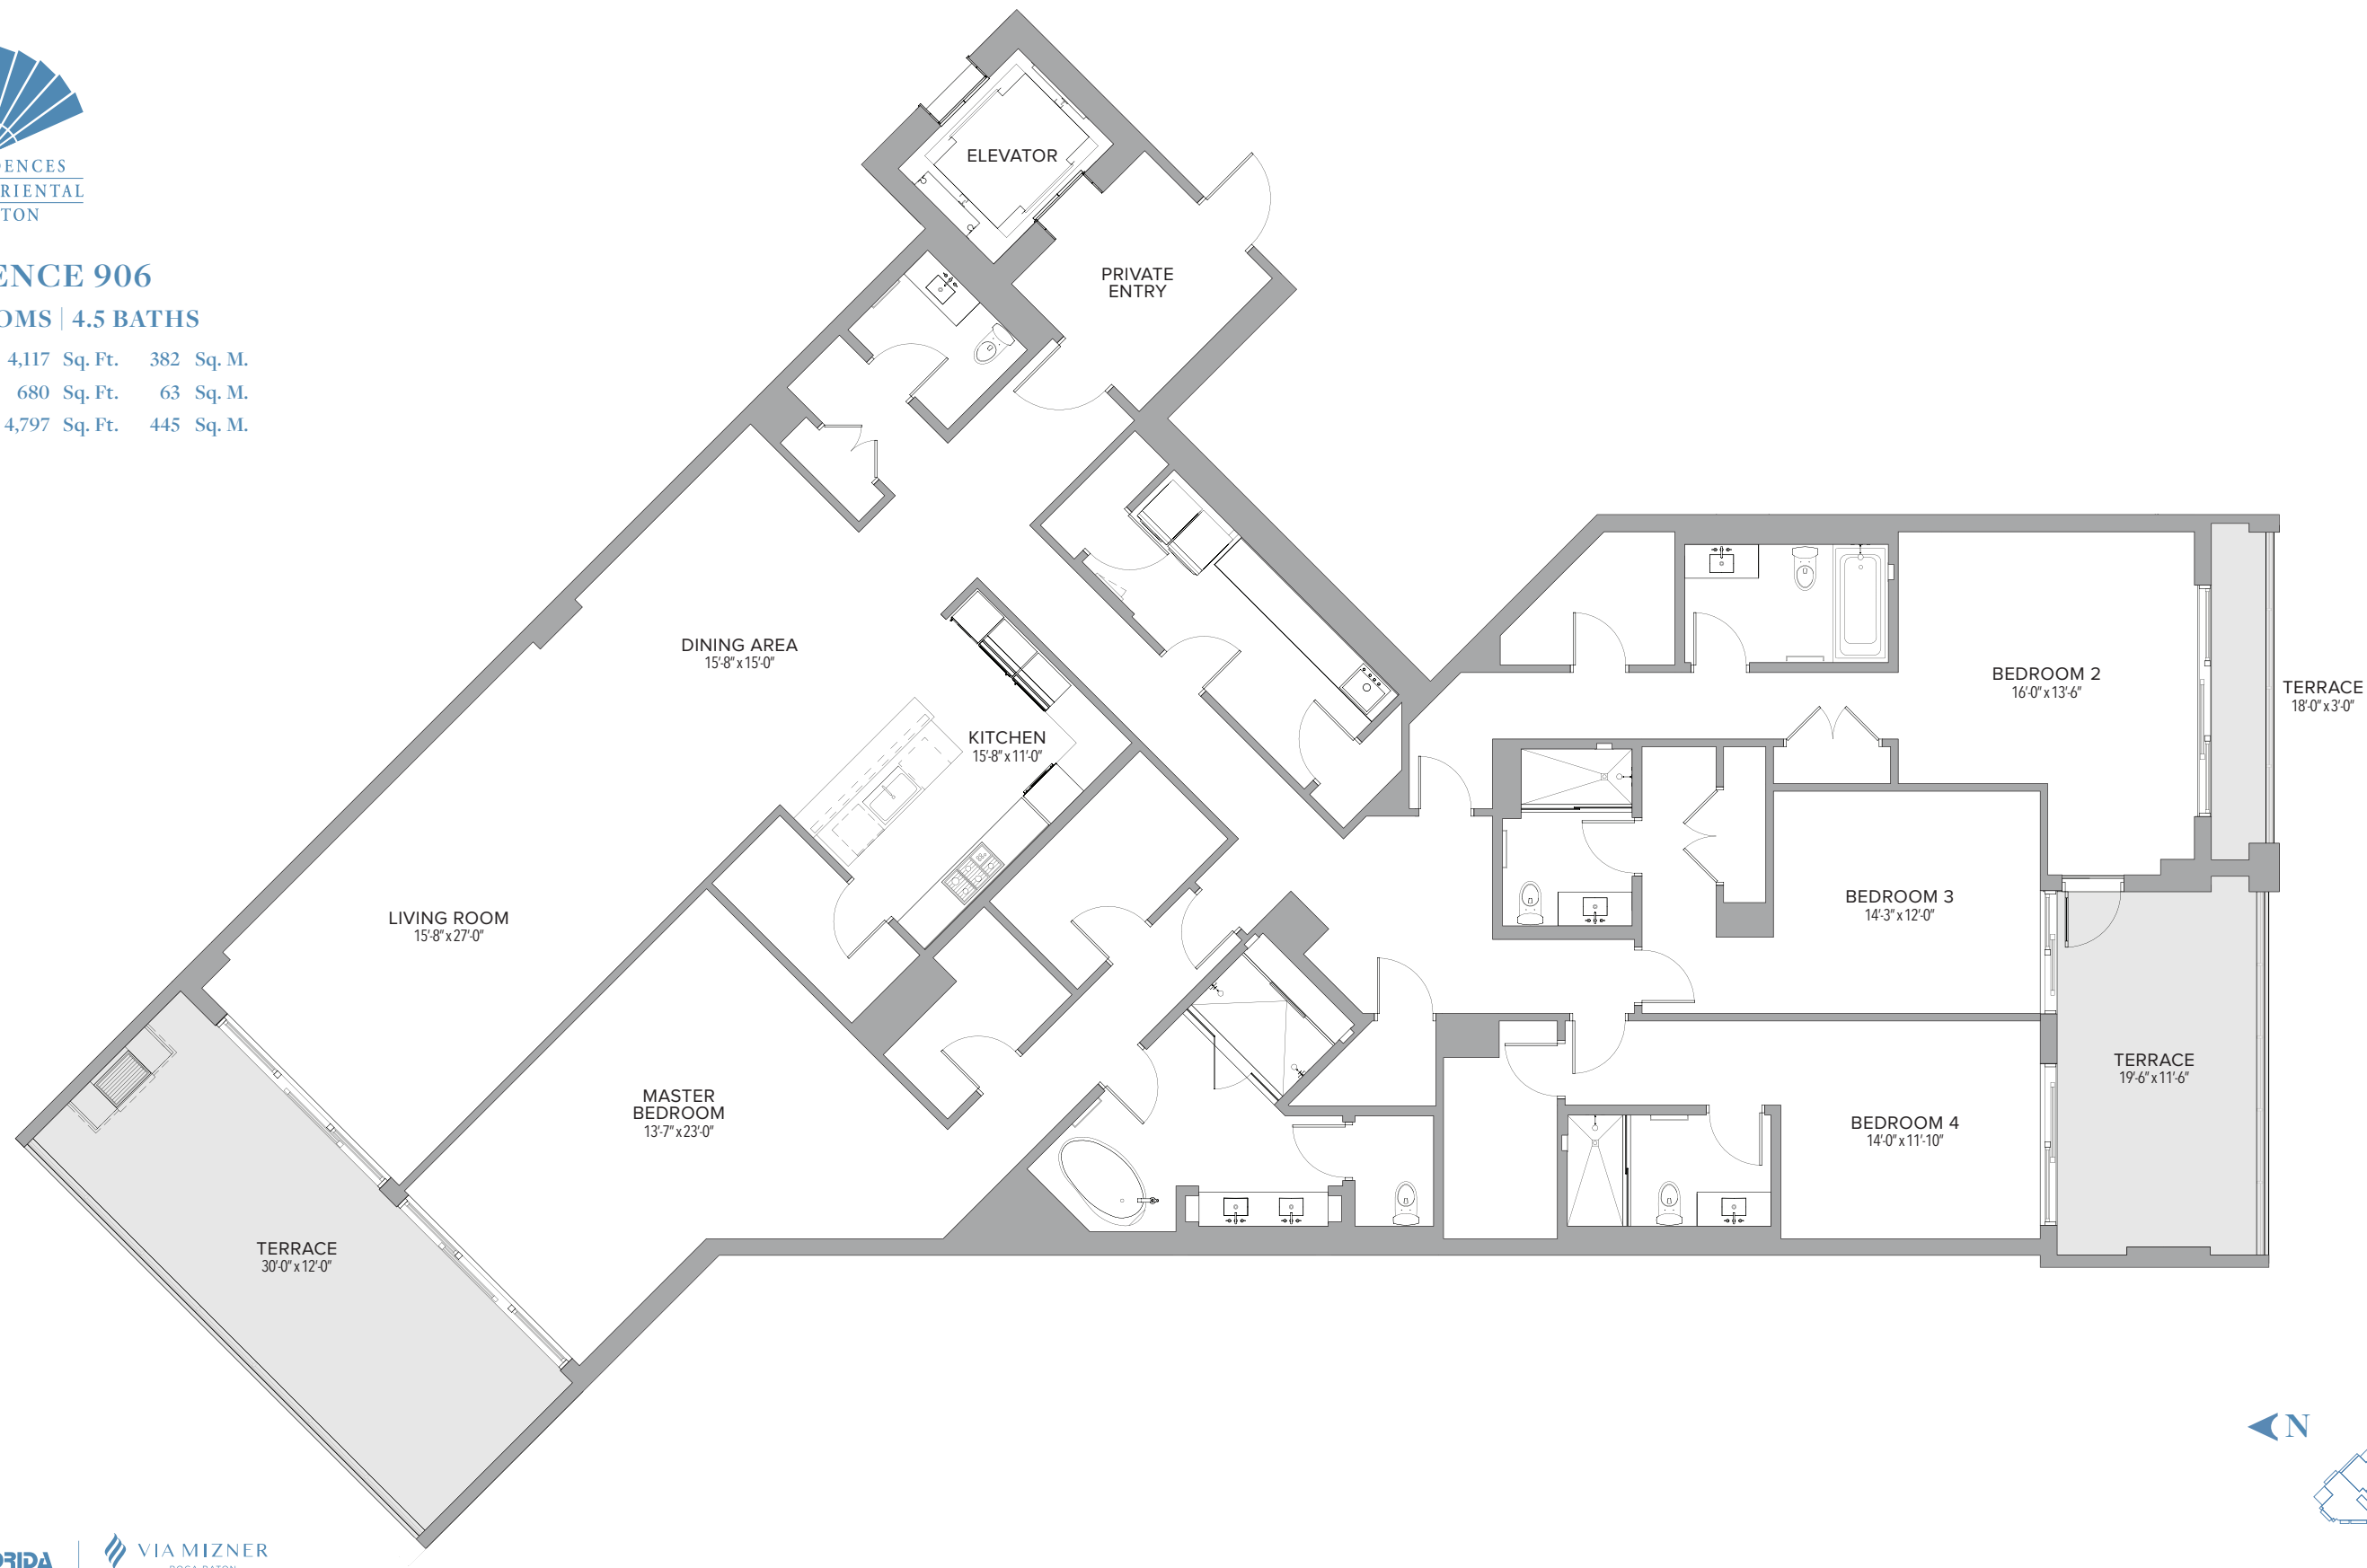 DENCES
RIENTAL
TON
ENCE 906
OMS | 4.5 BATHS
4,117 Sq. Ft. 382 Sq. M.
680 Sq. Ft. 63 Sq. M.
4,797 Sq. Ft. 445 Sq. M.
ELEVATOR
PRIVATE
ENTRY
DINING AREA
15'-8" x 15'-0"
KITCHEN
15'-8" x 11'-0"
BEDROOM 2
16'-0" x 13'-6"
TERRACE
18'-0" x 3'-0"
LIVING ROOM
15'-8" x 27'-0"
BEDROOM 3
14'-3" x 12'-0"
MASTER
BEDROOM
13'-7" x 23'-0"
TERRACE
19'-6" x 11'-6"
BEDROOM 4
14'-0" x 11'-10"
TERRACE
30'-0" x 12'-0"
N
ORIDA
VIA MIZNER
BOCA RATON